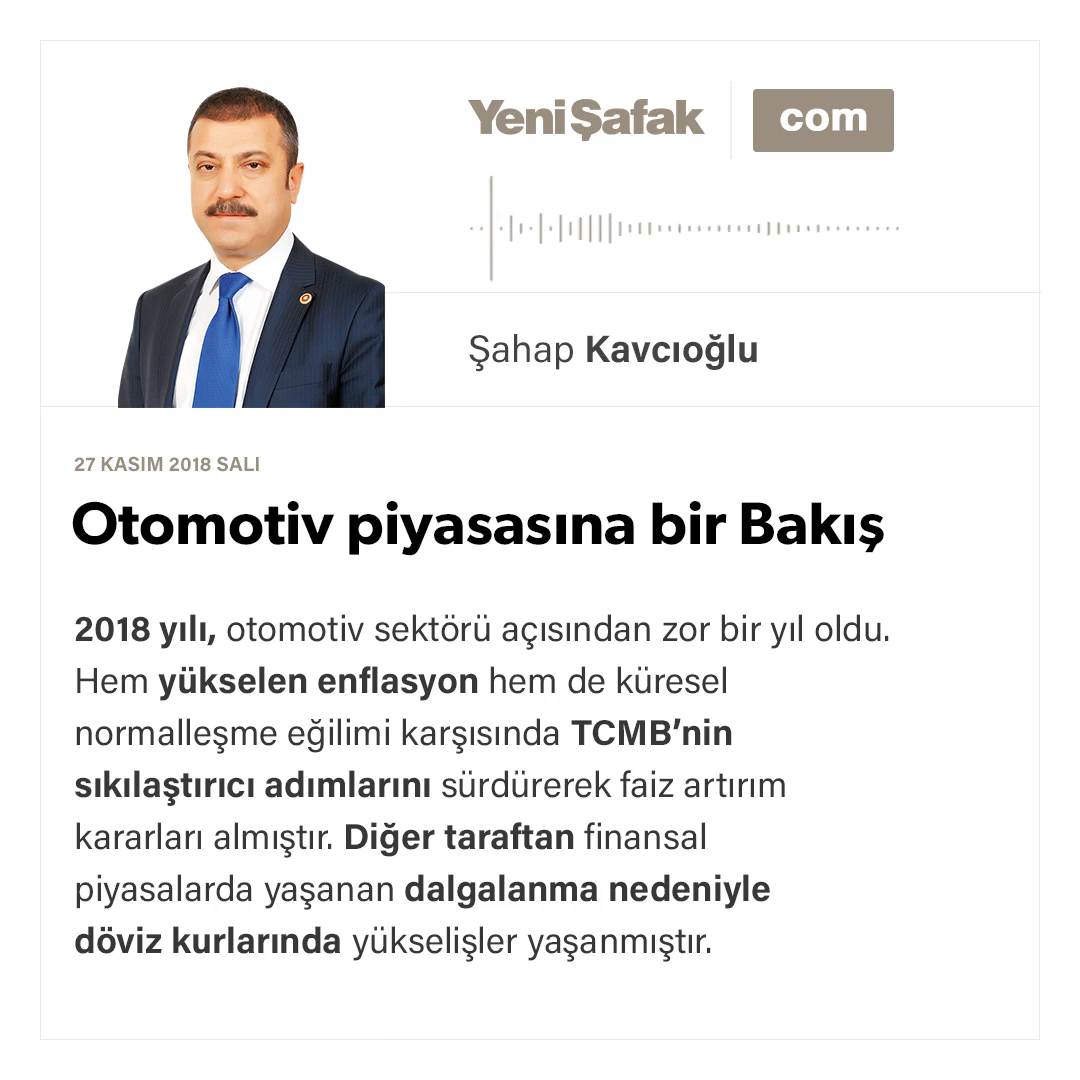 YeniŞafak com
Şahap Kavcıoğlu
27 KASIM 2018 SALI
Otomotiv piyasasına bir Bakış
2018 yılı, otomotiv sektörü açısından zor bir yıl oldu.
Hem yükselen enflasyon hem de küresel
normalleşme eğilimi karşısında TCMB’nin
sıkılaştırıcı adımlarını sürdürerek faiz artırım
kararları almıştır. Diğer taraftan finansal
piyasalarda yaşanan dalgalanma nedeniyle
döviz kurlarında yükselişler yaşanmıştır.